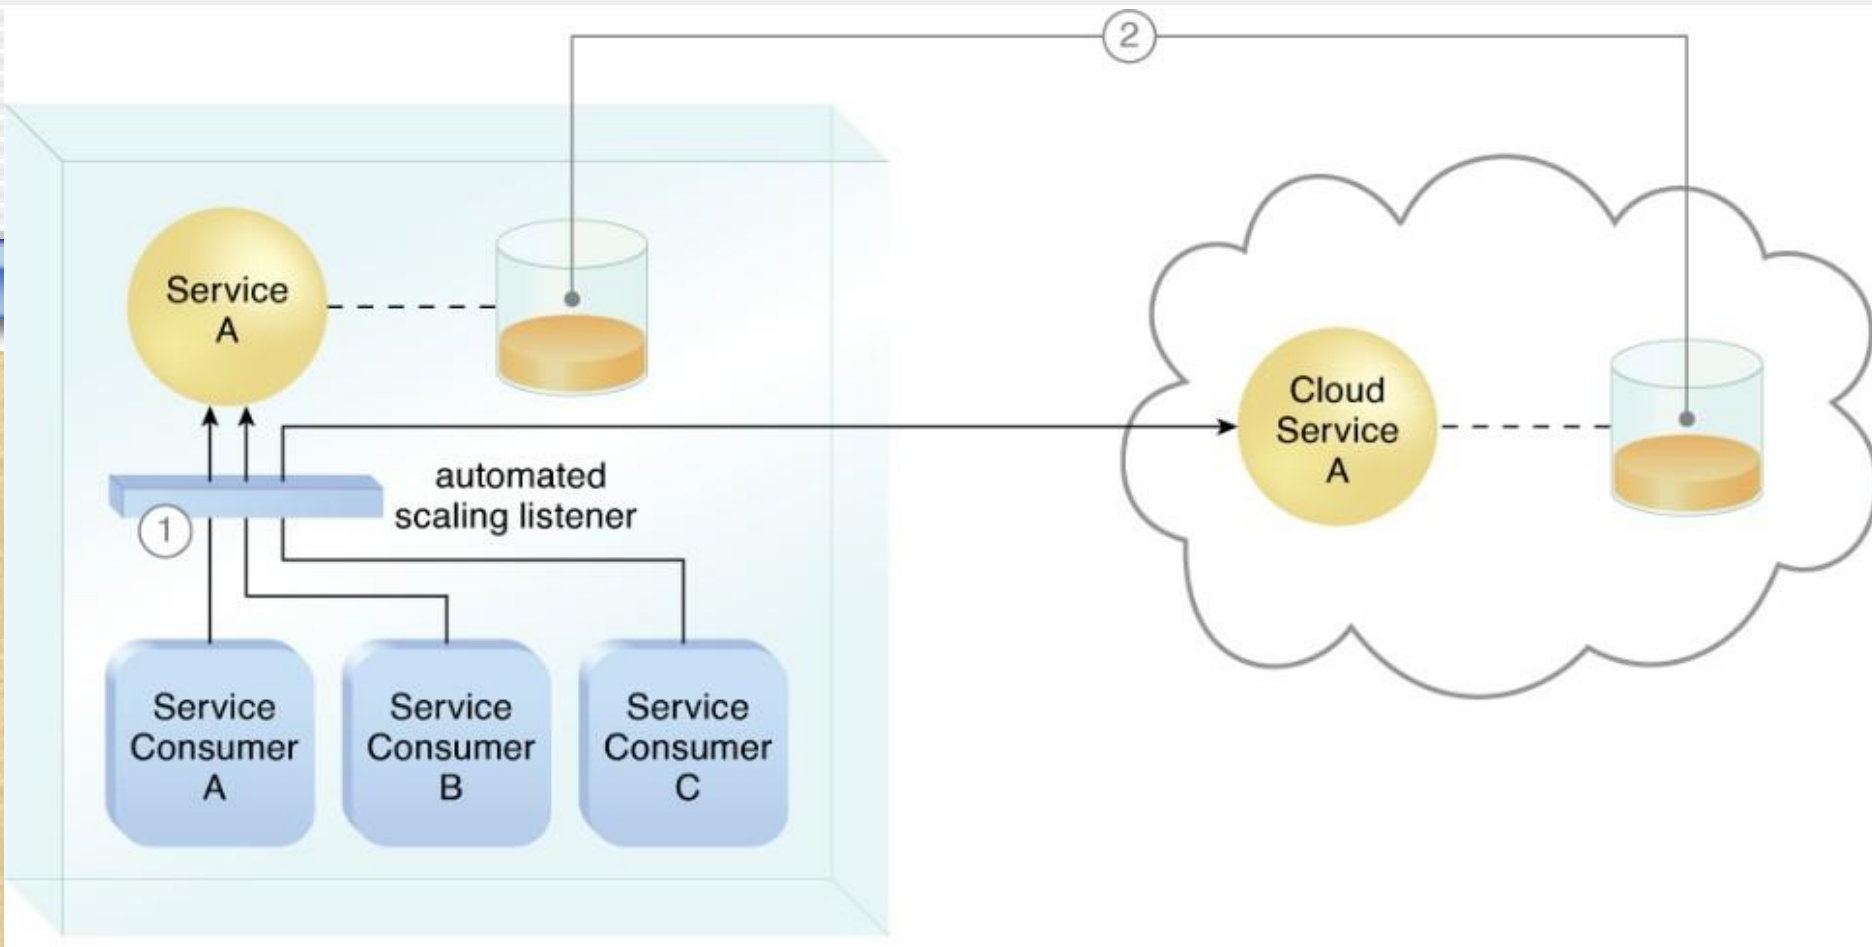 2
Service
A
Cloud
Service
A
automated
scaling listener
1
Service
Consumer
A
Service
Consumer
B
Service
Consumer
C